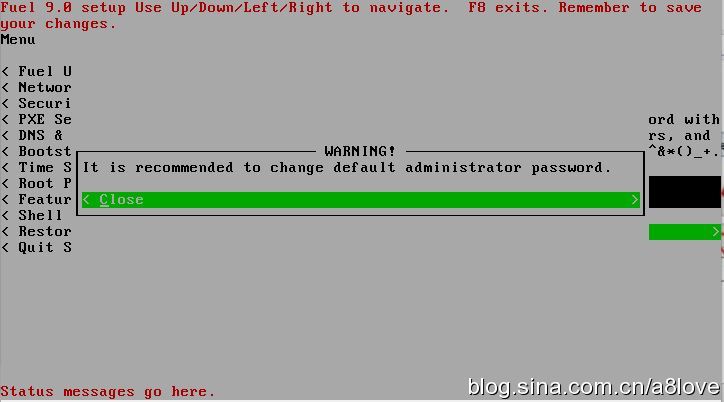 Fuel 9.0 setup Use Up/Down/Left/Right to navigate.  F8 exits. Remember to save
your changes.
Menu
< Fuel U
< Networ
< Securi
< PXE Se
ord with
< DNS &
rs, and
< Bootst
WARNING!
^&*()_+.
< Time S
It is recommended to change default administrator password.
< Root P
< Featur
< Close >
< Shell
< Restor
>
< Quit S
Status messages go here.
blog.sina.com.cn/a8love